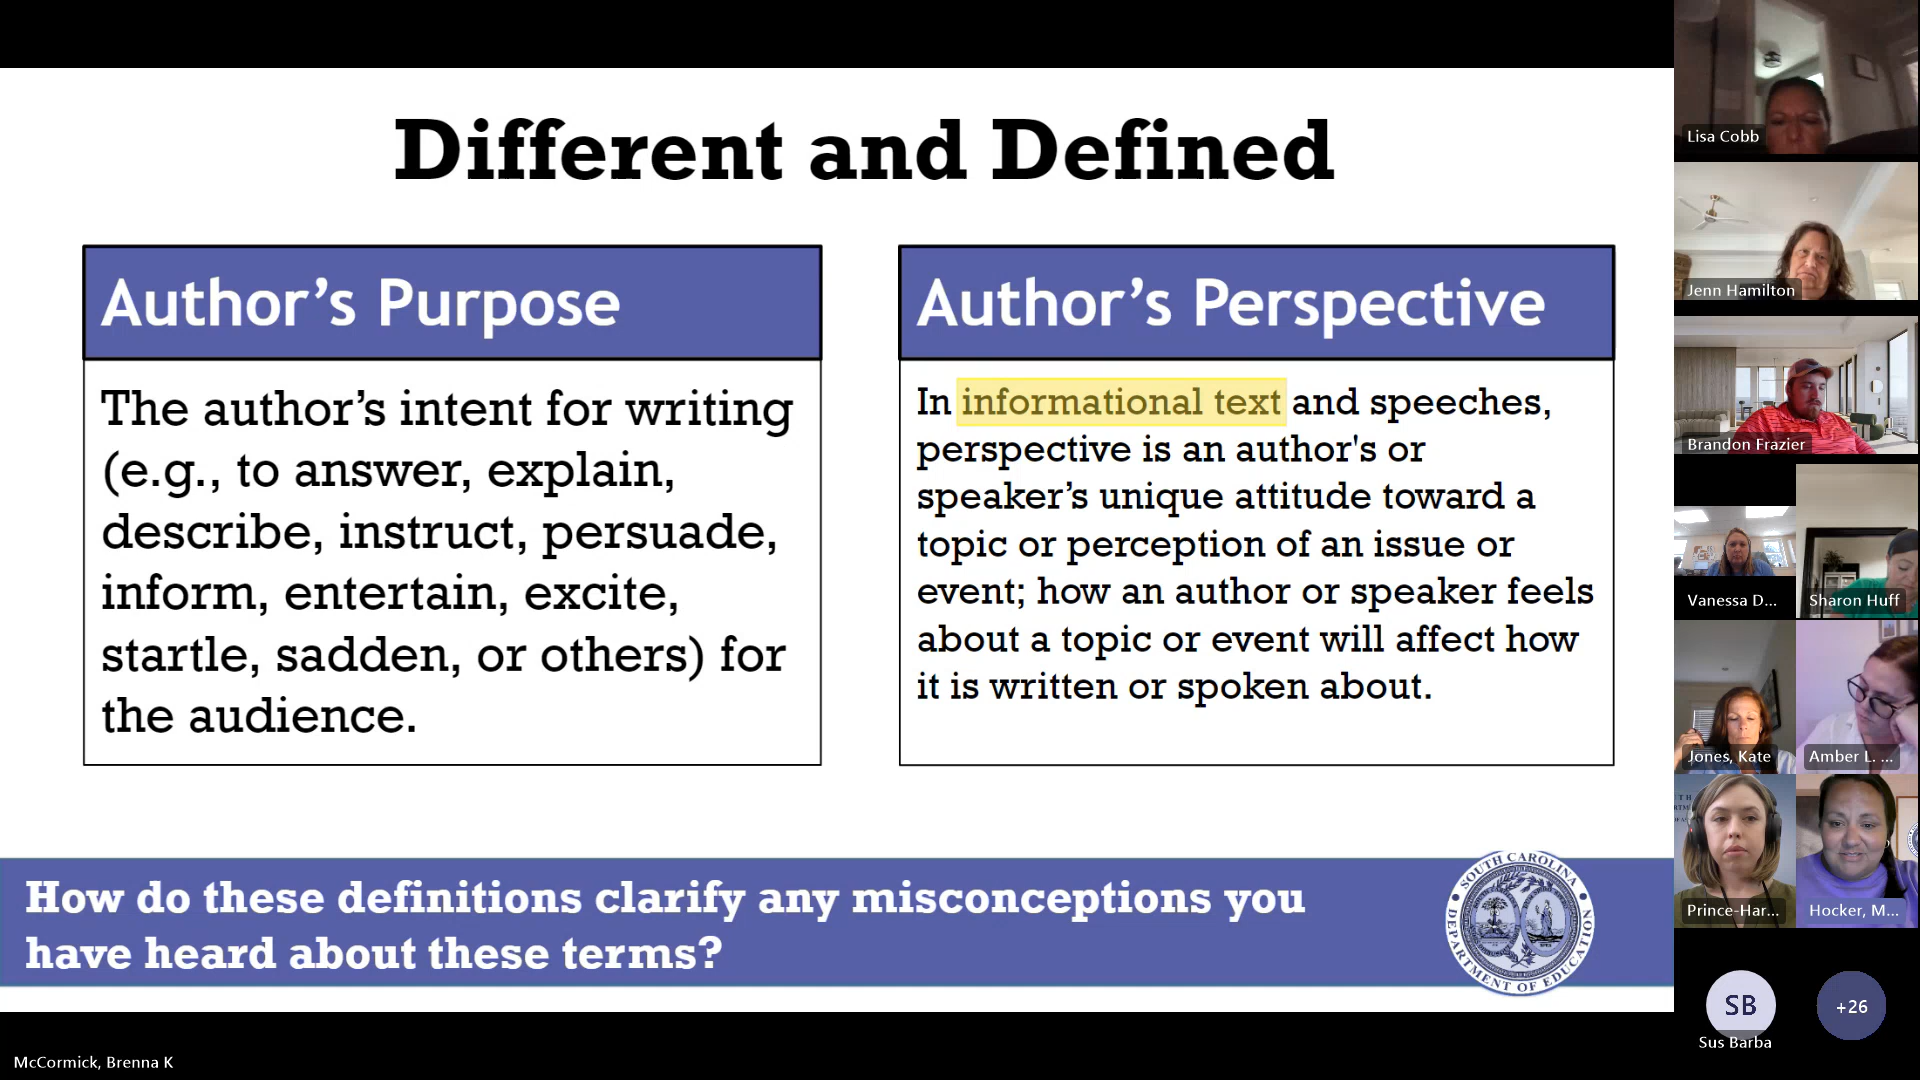 Different and Defined
Author’s Purpose
The author’s intent for writing
(e.g., to answer, explain,
describe, instruct, persuade,
inform, entertain, excite,
startle, sadden, or others) for
the audience.
Author’s Perspective
In informational text and speeches,
perspective is an author's or
speaker’s unique attitude toward a
topic or perception of an issue or
event; how an author or speaker feels
about a topic or event will affect how
it is written or spoken about.
How do these definitions clarify any misconceptions you
have heard about these terms?
SOUTH CAROLINA
DEPARTMENT OF EDUCATION
McCormick, Brenna K
Lisa Cobb
Jenn Hamilton
Brandon Frazier
Vanessa D...
Sharon Huff
Jones, Kate
Amber L. ...
Prince-Har...
Hocker, M...
SB
Sus Barba
+26